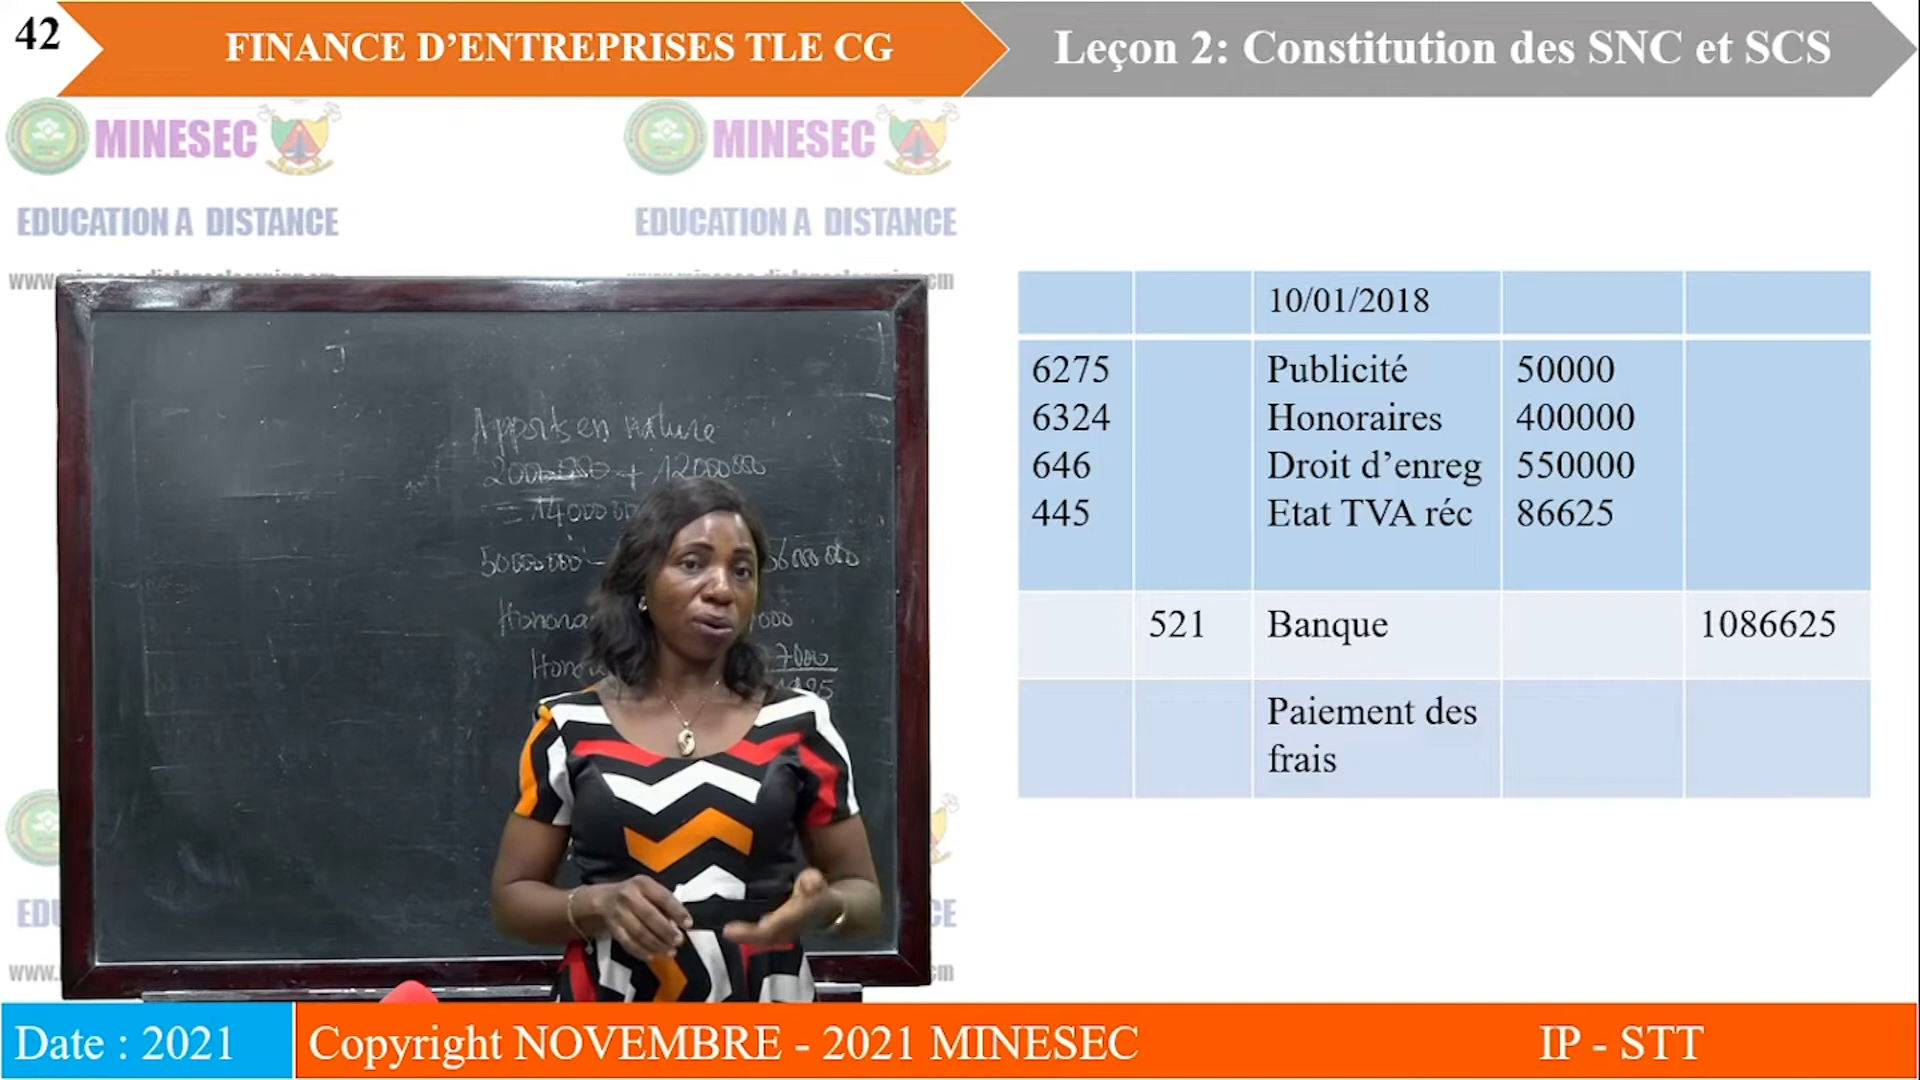 42
FINANCE D’ENTREPRISES TLE CG
Leçon 2: Constitution des SNC et SCS
MINESEC
MINESEC
EDUCATION A DISTANCE
EDUCATION A DISTANCE
J
Apports en nature
= 14000
10/01/2018
6275 Publicité 50000
6324 Honoraires 400000
646 Droit d’enreg 550000
445 Etat TVA réc 86625
521 Banque 1086625
Paiement des
frais
Date : 2021
Copyright NOVEMBRE - 2021 MINESEC
IP - STT